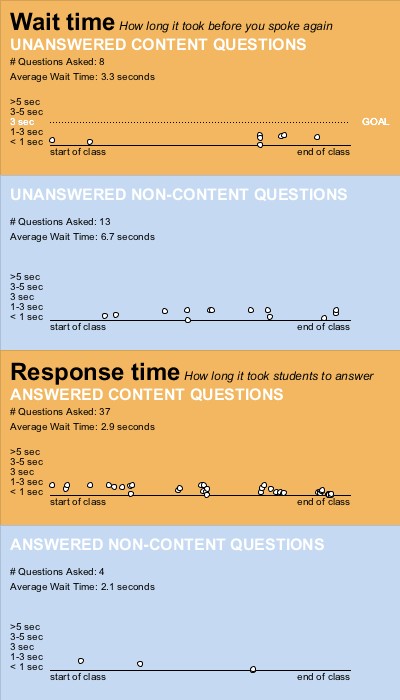 Wait time How long it took before you spoke again
UNANSWERED CONTENT QUESTIONS
# Questions Asked: 8
Average Wait Time: 3.3 seconds
>5 sec
3-5 sec
3 sec
GOAL
1-3 sec
< 1 sec
start of class end of class
UNANSWERED NON-CONTENT QUESTIONS
# Questions Asked: 13
Average Wait Time: 6.7 seconds
>5 sec
3-5 sec
3 sec
1-3 sec
< 1 sec
start of class end of class
Response time How long it took students to answer
ANSWERED CONTENT QUESTIONS
# Questions Asked: 37
Average Wait Time: 2.9 seconds
>5 sec
3-5 sec
3 sec
1-3 sec
< 1 sec
start of class end of class
ANSWERED NON-CONTENT QUESTIONS
# Questions Asked: 4
Average Wait Time: 2.1 seconds
>5 sec
3-5 sec
3 sec
1-3 sec
< 1 sec
start of class end of class